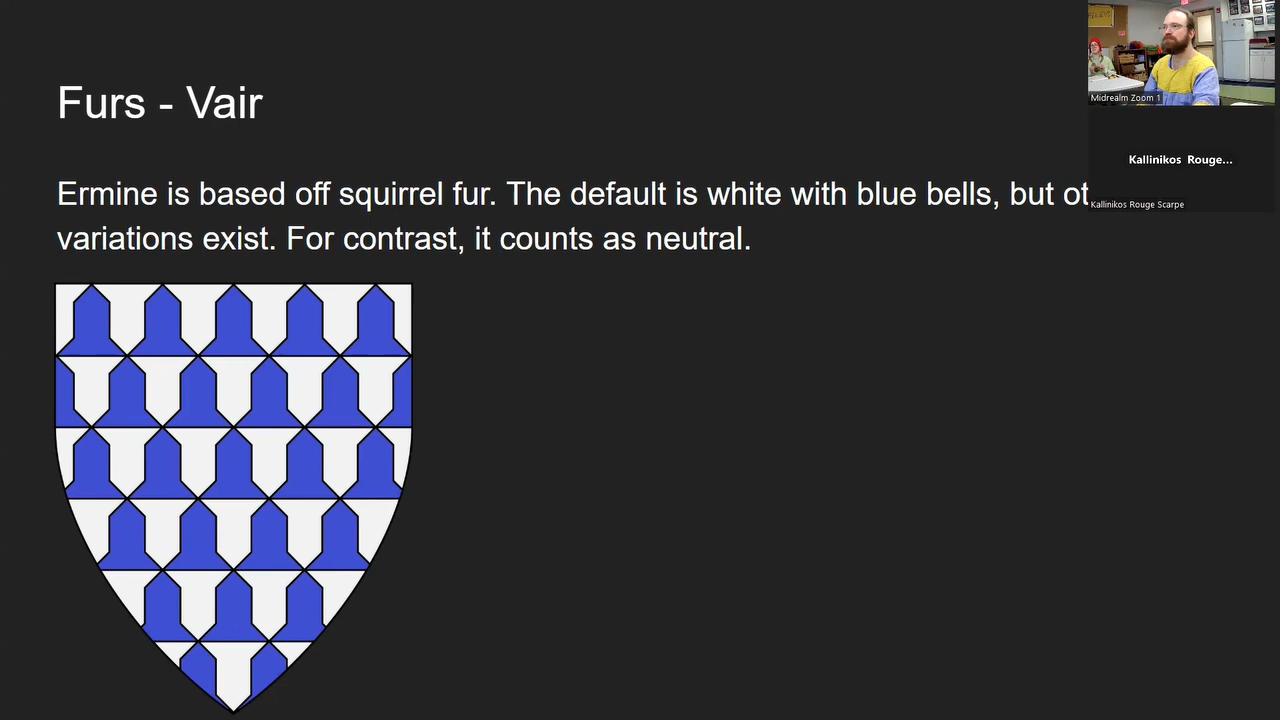 Furs - Vair
Ermine is based off squirrel fur. The default is white with blue bells, but ot
variations exist. For contrast, it counts as neutral.
Midrealm Zoom 1
Kallinikos Rouge...
Kallinikos Rouge Scarpe